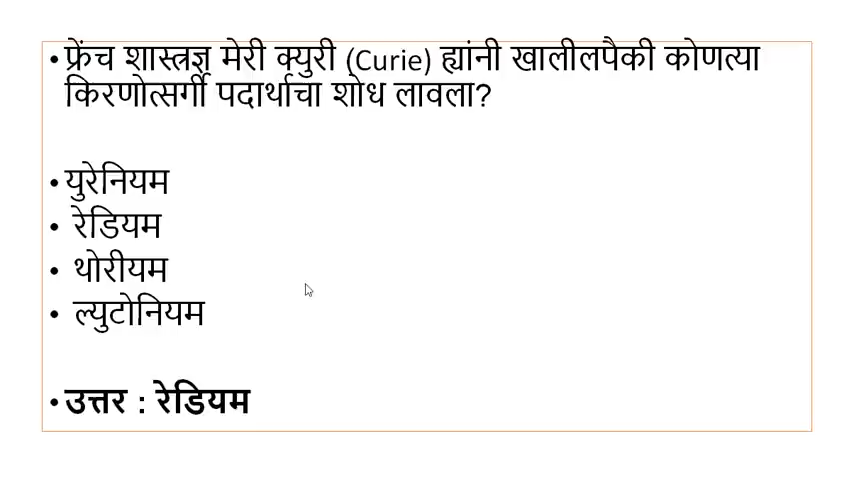 • फ्रेंच शास्त्रज्ञ मेरी क्युरी (Curie) ह्यांनी खालीलपैकी कोणत्या
किरणोत्सर्गी पदार्थाचा शोध लावला?
• युरेनियम
• रेडियम
• थोरीयम
• ल्युटोनियम
• उत्तर : रेडियम